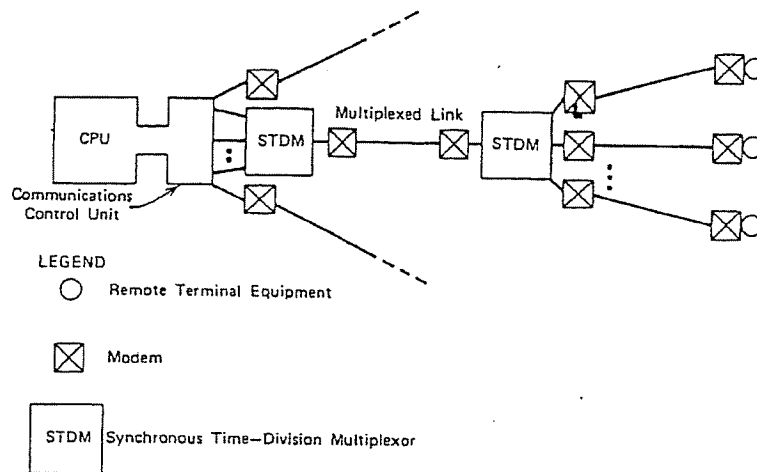 CPU
STDM
Multiplexed Link
STDM
Communications
Control Unit
LEGEND
Remote Terminal Equipment
Modem
STDM Synchronous Time-Division Multiplexor